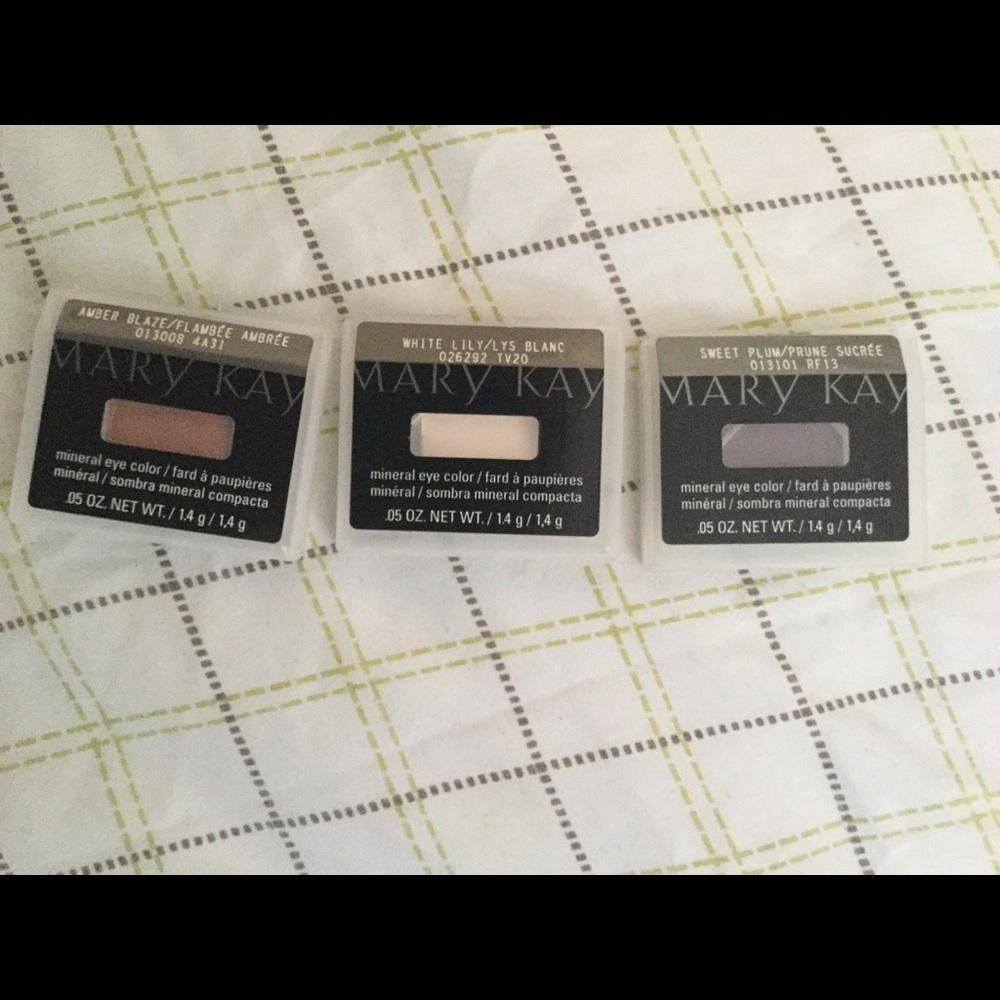 AMBER BLAZE/FLAMBÉE AMBRÉE
013008 4A31
MARY KAY
mineral eye color / fard à paupières
minéral / sombra mineral compacta
.05 OZ. NET WT. / 1.4 g / 1,4 g
WHITE LILY/LYS BLANC
026292 TV20
MARY KAY
mineral eye color / fard à paupières
minéral / sombra mineral compacta
.05 OZ. NET WT. / 1.4 g / 1,4 g
SWEET PLUM/PRUNE SUCRÉE
013101 RF13
MARY KAY
mineral eye color / fard à paupières
minéral / sombra mineral compacta
.05 OZ. NET WT. / 1.4 g / 1,4 g